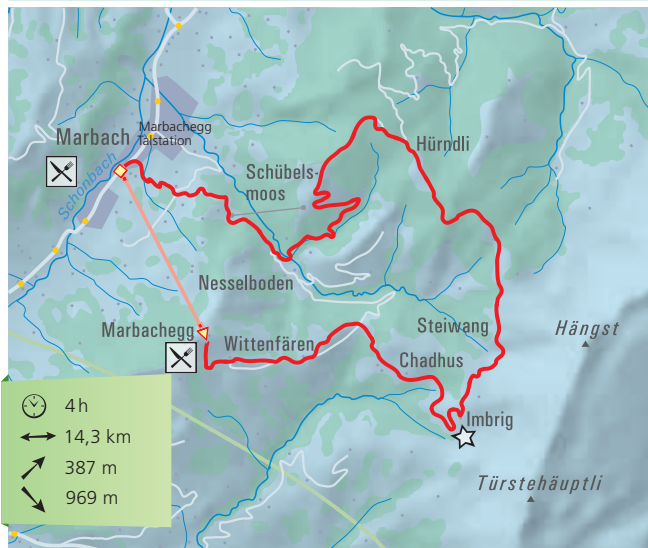 Marbach
Marbachegg
Talstation
Schonbach
Hürndli
Schübels-
moos
Nesselboden
Marbachegg
Wittenfären
Steiwang
Hängst
Chadhus
Imbrig
Türstehäuptli
4 h
14,3 km
387 m
969 m